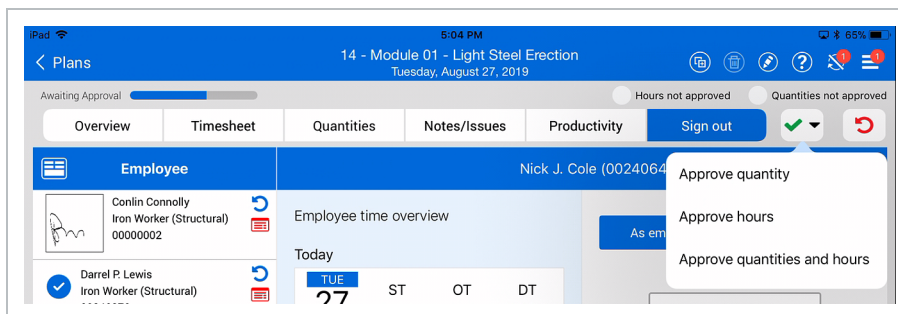 iPad 5:04 PM 65%
Plans
14 - Module 01 - Light Steel Erection
Tuesday, August 27, 2019
Awaiting Approval
Hours not approved Quantities not approved
Overview Timesheet Quantities Notes/Issues Productivity Sign out
Employee
Nick J. Cole (0024064
Approve quantity
Approve hours
Approve quantities and hours
Conlin Connolly
Iron Worker (Structural)
00000002
Darrel P. Lewis
Iron Worker (Structural)
Employee time overview
As em
Today
TUE
27
ST OT DT